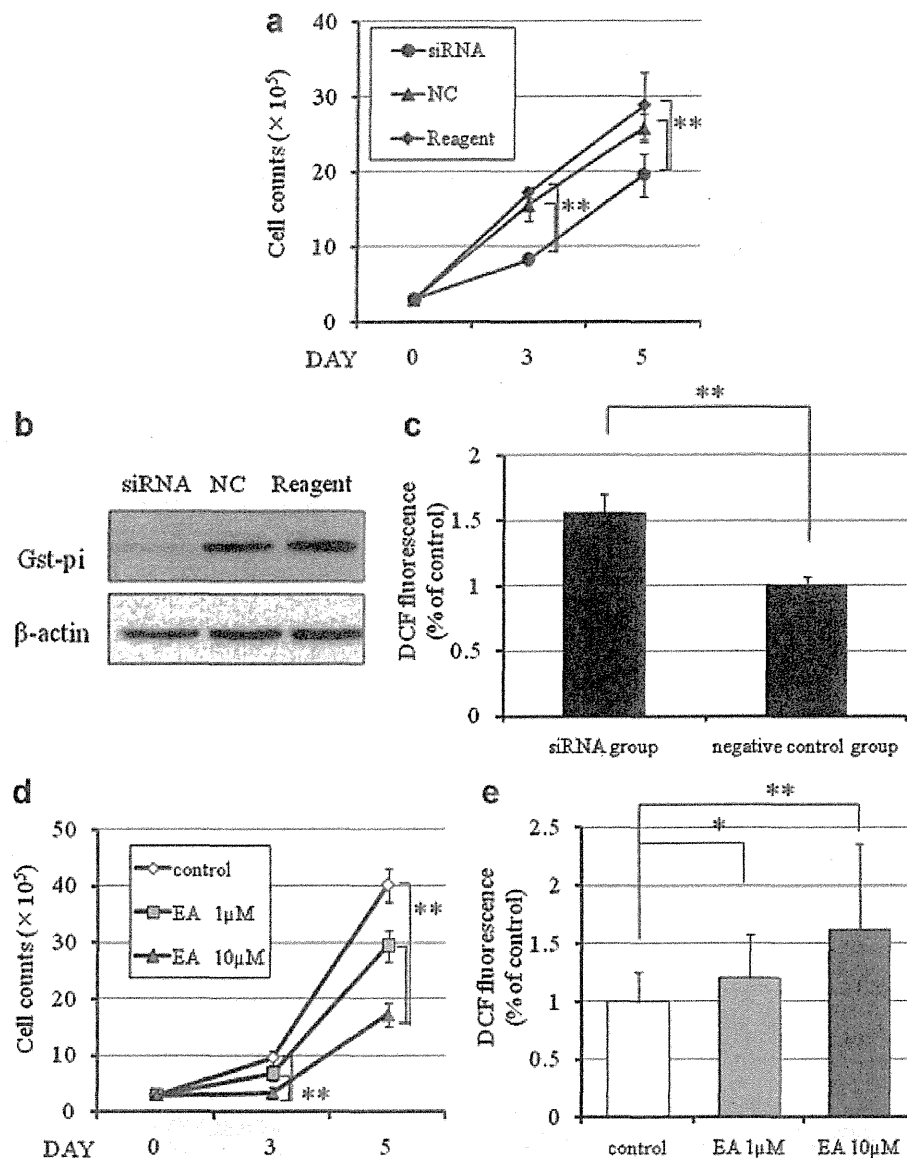 a
40
30
20
10
0
Cell counts (×10⁵)
siRNA
NC
Reagent
**
**
DAY 0 3 5
b
siRNA NC Reagent
Gst-pi
β-actin
c
**
2
1.5
1
0.5
0
DCF fluorescence
(% of control)
siRNA group negative control group
d
50
40
30
20
10
0
Cell counts (×10⁵)
control
EA 1μM
EA 10μM
**
**
DAY 0 3 5
e
**
*
2.5
2
1.5
1
0.5
0
DCF fluorescence
(% of control)
control EA 1μM EA 10μM